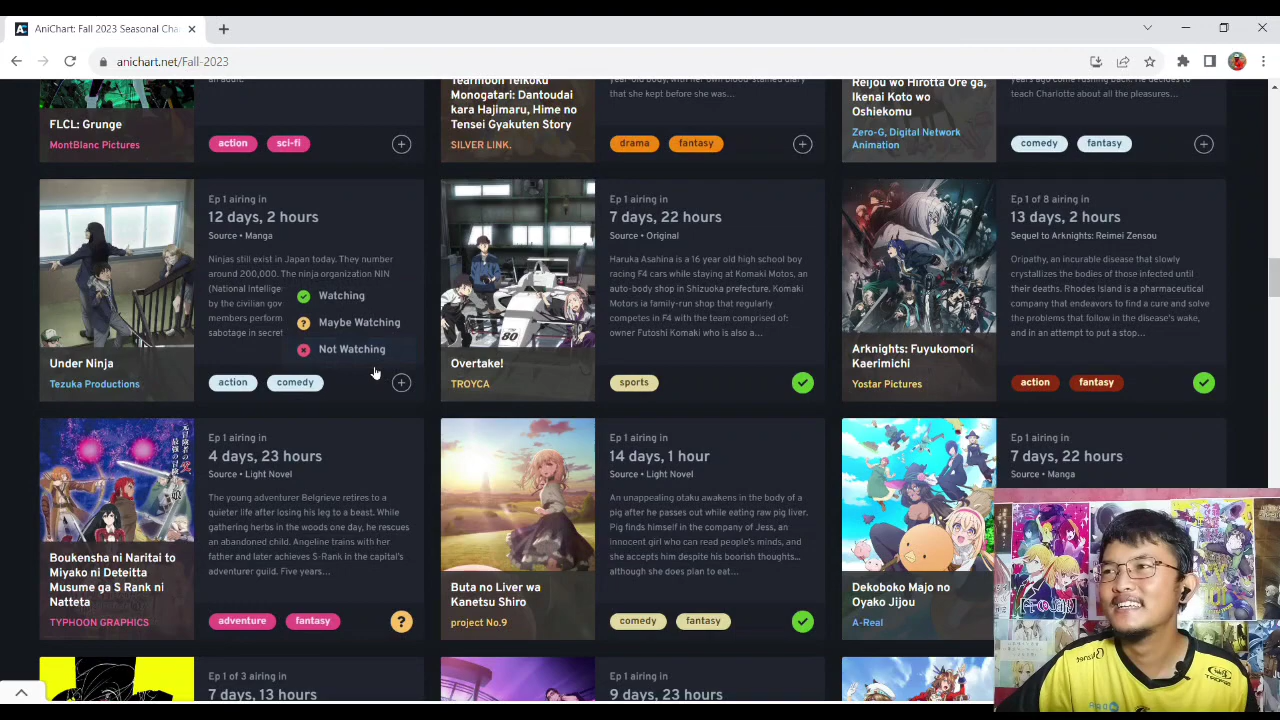 AniChart: Fall 2023 Seasonal Cha
anichart.net/Fall-2023
FLCL: Grunge
MontBlanc Pictures
action sci-fi
Tearmoon Teikoku
Monogatari: Dantoudai
kara Hajimaru, Hime no
Tensei Gyakuten Story
SILVER LINK.
year-old body, with her own blood-stained diary
that she kept before she was...
drama fantasy
Reijou wo Hirotta Ore ga,
Ikenai Koto wo
Oshiekomu
Zero-G, Digital Network
Animation
years ago come rushing back. He decides to
teach Charlotte about all the pleasures...
comedy fantasy
Under Ninja
Tezuka Productions
Ep 1 airing in
12 days, 2 hours
Source • Manga
Ninjas still exist in Japan today. They number
around 200,000. The ninja organization NIN
(National Intellige
by the civilian gov
members perform
sabotage in secret
Watching
Maybe Watching
Not Watching
action comedy
Overtake!
TROYCA
Ep 1 airing in
7 days, 22 hours
Source • Original
Haruka Asahina is a 16 year old high school boy
racing F4 cars while staying at Komaki Motos, an
auto-body shop in Shizuoka prefecture. Komaki
Motors ia family-run shop that regularly
competes in F4 with the team comprised of:
owner Futoshi Komaki who is also a...
sports
80
Arknights: Fuyukomori
Kaerimichi
Yostar Pictures
Ep 1 of 8 airing in
13 days, 2 hours
Sequel to Arknights: Reimei Zensou
Oripathy, an incurable disease that slowly
crystallizes the bodies of those infected until
their deaths. Rhodes Island is a pharmaceutical
company that endeavors to find a cure and solve
the problems that follow in the disease's wake,
and in an attempt to put a stop...
action fantasy
Boukensha ni Naritai to
Miyako ni Deteitta
Musume ga S Rank ni
Natteta
TYPHOON GRAPHICS
Ep 1 airing in
4 days, 23 hours
Source • Light Novel
The young adventurer Belgrieve retires to a
quieter life after losing his leg to a beast. While
gathering herbs in the woods one day, he rescues
an abandoned child. Angeline trains with her
father and later achieves S-Rank in the capital's
adventurer guild. Five years...
adventure fantasy
Buta no Liver wa
Kanetsu Shiro
project No.9
Ep 1 airing in
14 days, 1 hour
Source • Light Novel
An unappealing otaku awakens in the body of a
pig after he passes out while eating raw pig liver.
Pig finds himself in the company of Jess, an
innocent girl who can read people's minds, and
she accepts him despite his boorish thoughts...
although she does plan to eat...
comedy fantasy
Dekoboko Majo no
Oyako Jijou
A-Real
Ep 1 airing in
7 days, 22 hours
Source • Manga
Ep 1 of 3 airing in
7 days, 13 hours
Ep 1 airing in
9 days, 23 hours